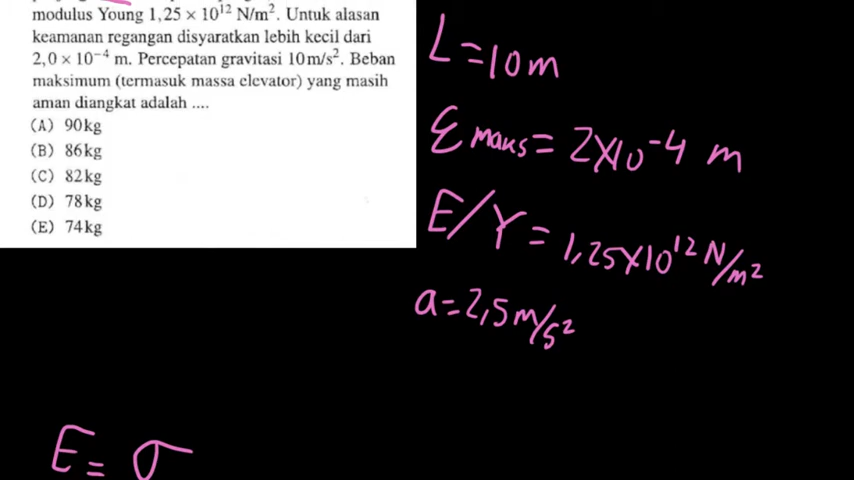 modulus Young 1,25 × 10¹² N/m². Untuk alasan
keamanan regangan disyaratkan lebih kecil dari
2,0 × 10⁻⁴ m. Percepatan gravitasi 10 m/s². Beban
maksimum (termasuk massa elevator) yang masih
aman diangkat adalah ....
(A) 90 kg
(B) 86 kg
(C) 82 kg
(D) 78 kg
(E) 74 kg
L = 10 m
Ɛ maks = 2×10⁻⁴ m
E/Y = 1,25×10¹² N/m²
a = 2,5 m/s²
E = σ